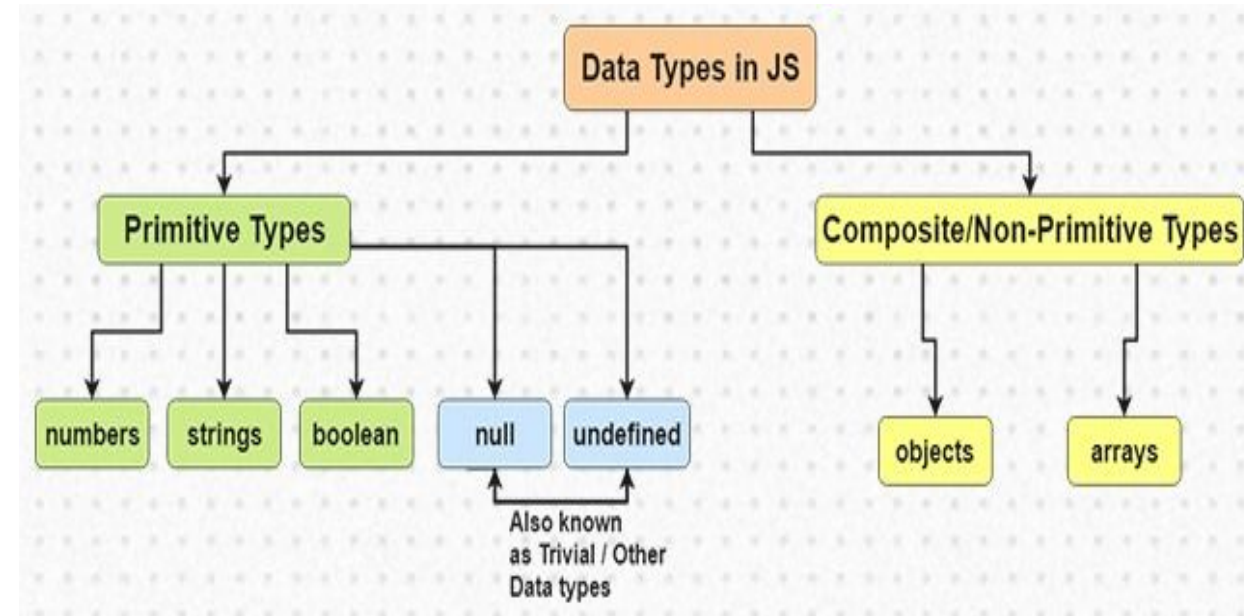 Data Types in JS
Primitive Types
Composite/Non-Primitive Types
numbers
strings
boolean
null
undefined
objects
arrays
Also known
as Trivial / Other
Data types